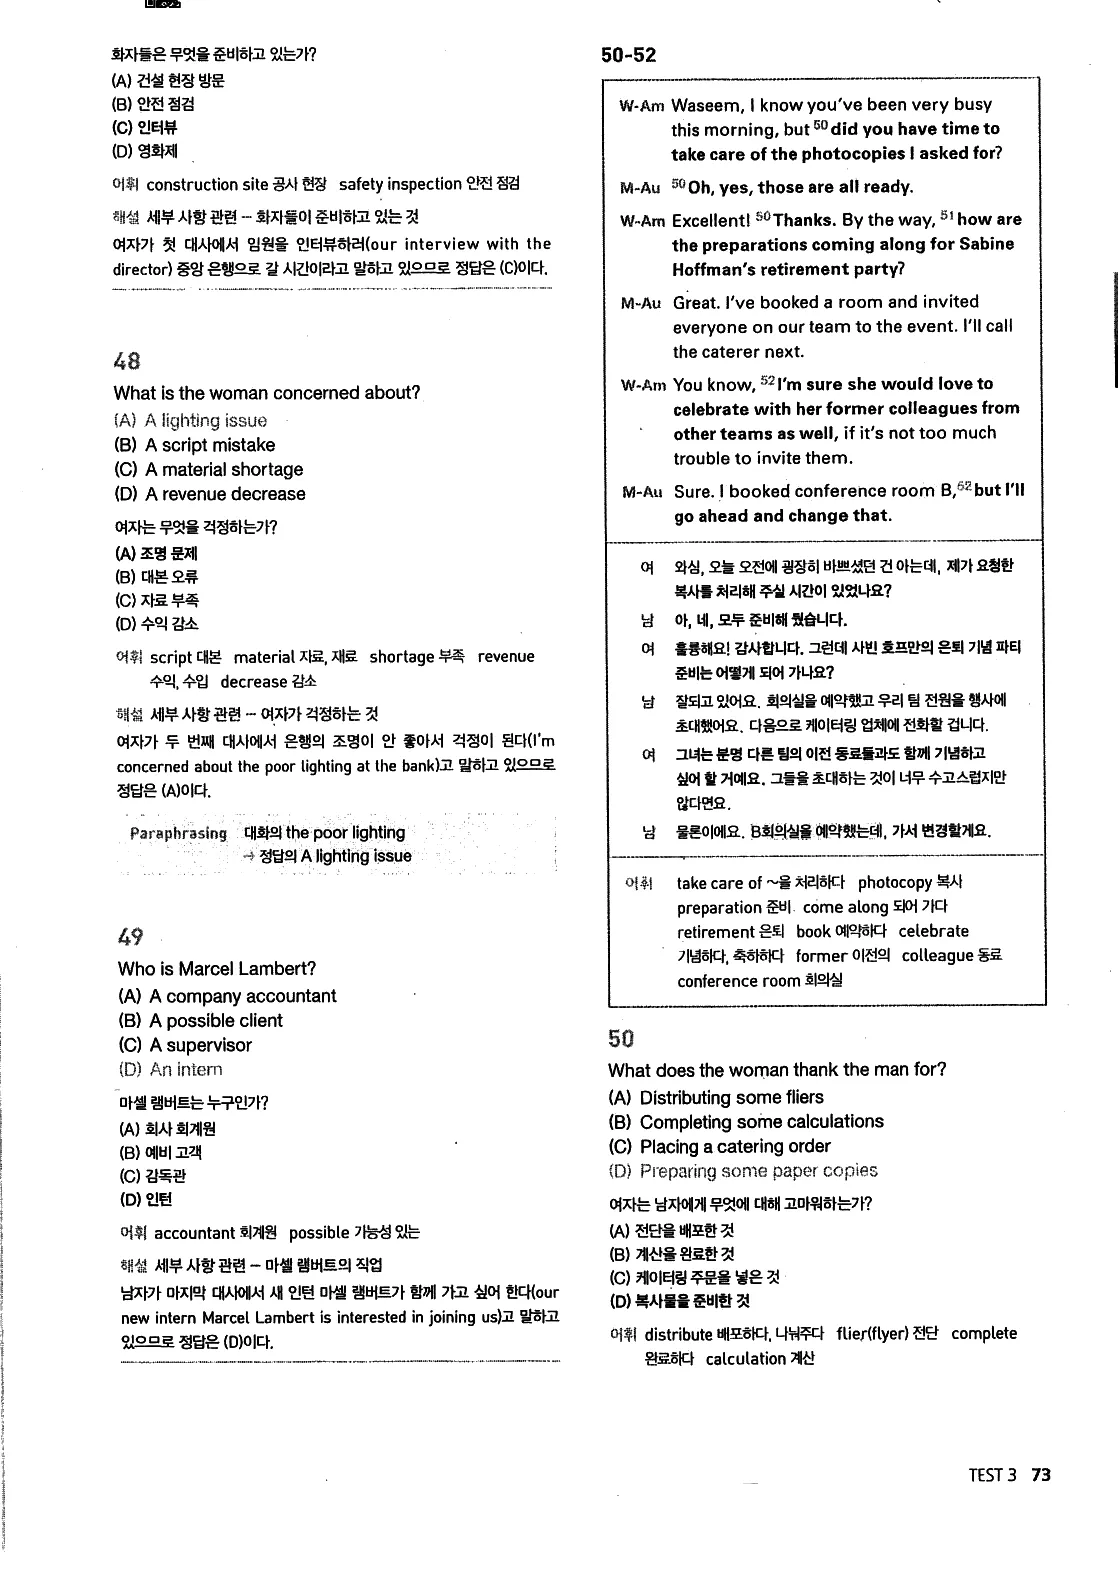 화자들은 무엇을 준비하고 있는가?
(A) 건설 현장 방문
(B) 안전 점검
(C) 인터뷰
(D) 영화제
어휘 construction site 공사 현장 safety inspection 안전 점검
해설 세부 사항 관련 – 화자들이 준비하고 있는 것
여자가 첫 대사에서 임원을 인터뷰하러(our interview with the
director) 중앙 은행으로 갈 시간이라고 말하고 있으므로 정답은 (C)이다.
48
What is the woman concerned about?
(A) A lighting issue
(B) A script mistake
(C) A material shortage
(D) A revenue decrease
여자는 무엇을 걱정하는가?
(A) 조명 문제
(B) 대본 오류
(C) 자료 부족
(D) 수익 감소
어휘 script 대본 material 자료, 재료 shortage 부족 revenue
수익, 수입 decrease 감소
해설 세부 사항 관련 – 여자가 걱정하는 것
여자가 두 번째 대사에서 은행의 조명이 안 좋아서 걱정이 된다(I'm
concerned about the poor lighting at the bank)고 말하고 있으므로
정답은 (A)이다.
Paraphrasing 대화의 the poor lighting
→ 정답의 A lighting issue
49
Who is Marcel Lambert?
(A) A company accountant
(B) A possible client
(C) A supervisor
(D) An intern
마셀 램버트는 누구인가?
(A) 회사 회계원
(B) 예비 고객
(C) 감독관
(D) 인턴
어휘 accountant 회계원 possible 가능성 있는
해설 세부 사항 관련 – 마셀 램버트의 직업
남자가 마지막 대사에서 새 인턴 마셀 램버트가 함께 가고 싶어 한다(our
new intern Marcel Lambert is interested in joining us)고 말하고
있으므로 정답은 (D)이다.
50-52
W-Am Waseem, I know you've been very busy
this morning, but 50 did you have time to
take care of the photocopies I asked for?
M-Au 50 Oh, yes, those are all ready.
W-Am Excellent! 50 Thanks. By the way, 51 how are
the preparations coming along for Sabine
Hoffman's retirement party?
M-Au Great. I've booked a room and invited
everyone on our team to the event. I'll call
the caterer next.
W-Am You know, 52 I'm sure she would love to
celebrate with her former colleagues from
other teams as well, if it's not too much
trouble to invite them.
M-Au Sure. I booked conference room B, 52 but I'll
go ahead and change that.
여 와심, 오늘 오전에 굉장히 바쁘셨던 건 아는데, 제가 요청한
복사를 처리해 주실 시간이 있었나요?
남 아, 네, 모두 준비해 뒀습니다.
여 훌륭해요! 감사합니다. 그런데 사빈 호프만의 은퇴 기념 파티
준비는 어떻게 되어 가나요?
남 잘되고 있어요. 회의실을 예약했고 우리 팀 전원을 행사에
초대했어요. 다음으로 케이터링 업체에 전화할 겁니다.
여 그녀는 분명 다른 팀의 이전 동료들과도 함께 기념하고
싶어 할 거예요. 그들을 초대하는 것이 너무 수고스럽지만
않다면요.
남 물론이에요. B회의실을 예약했는데, 가서 변경할게요.
어휘 take care of ~을 처리하다 photocopy 복사
preparation 준비 come along 되어 가다
retirement 은퇴 book 예약하다 celebrate
기념하다, 축하하다 former 이전의 colleague 동료
conference room 회의실
50
What does the woman thank the man for?
(A) Distributing some fliers
(B) Completing some calculations
(C) Placing a catering order
(D) Preparing some paper copies
여자는 남자에게 무엇에 대해 고마워하는가?
(A) 전단을 배포한 것
(B) 계산을 완료한 것
(C) 케이터링 주문을 넣은 것
(D) 복사물을 준비한 것
어휘 distribute 배포하다, 나눠주다 flier(flyer) 전단 complete
완료하다 calculation 계산
TEST 3 73